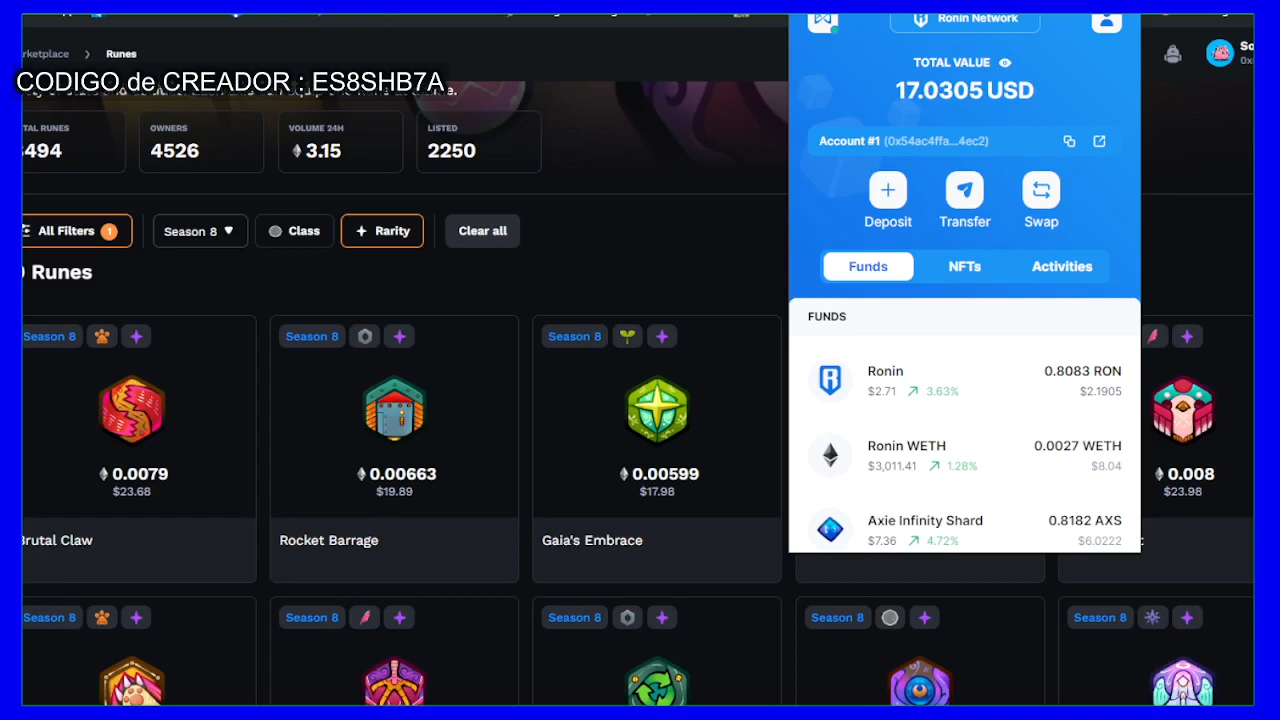 Ronin Network
rketplace > Runes
So
CODIGO de CREADOR : ES8SHB7A
TOTAL VALUE
17.0305 USD
TAL RUNES
494
OWNERS
4526
VOLUME 24H
3.15
LISTED
2250
Account #1 (0x54ac4ffa...4ec2)
Deposit
Transfer
Swap
All Filters 1
Season 8
Class
Rarity
Clear all
Funds
NFTs
Activities
Runes
FUNDS
Ronin
0.8083 RON
$2.71
3.63%
$2.1905
Ronin WETH
0.0027 WETH
$3,011.41
1.28%
$8.04
Axie Infinity Shard
0.8182 AXS
$7.36
4.72%
$6.0222
Season 8
0.0079
$23.68
Brutal Claw
Season 8
0.00663
$19.89
Rocket Barrage
Season 8
0.00599
$17.98
Gaia's Embrace
0.008
$23.98
Season 8
Season 8
Season 8
Season 8
Season 8